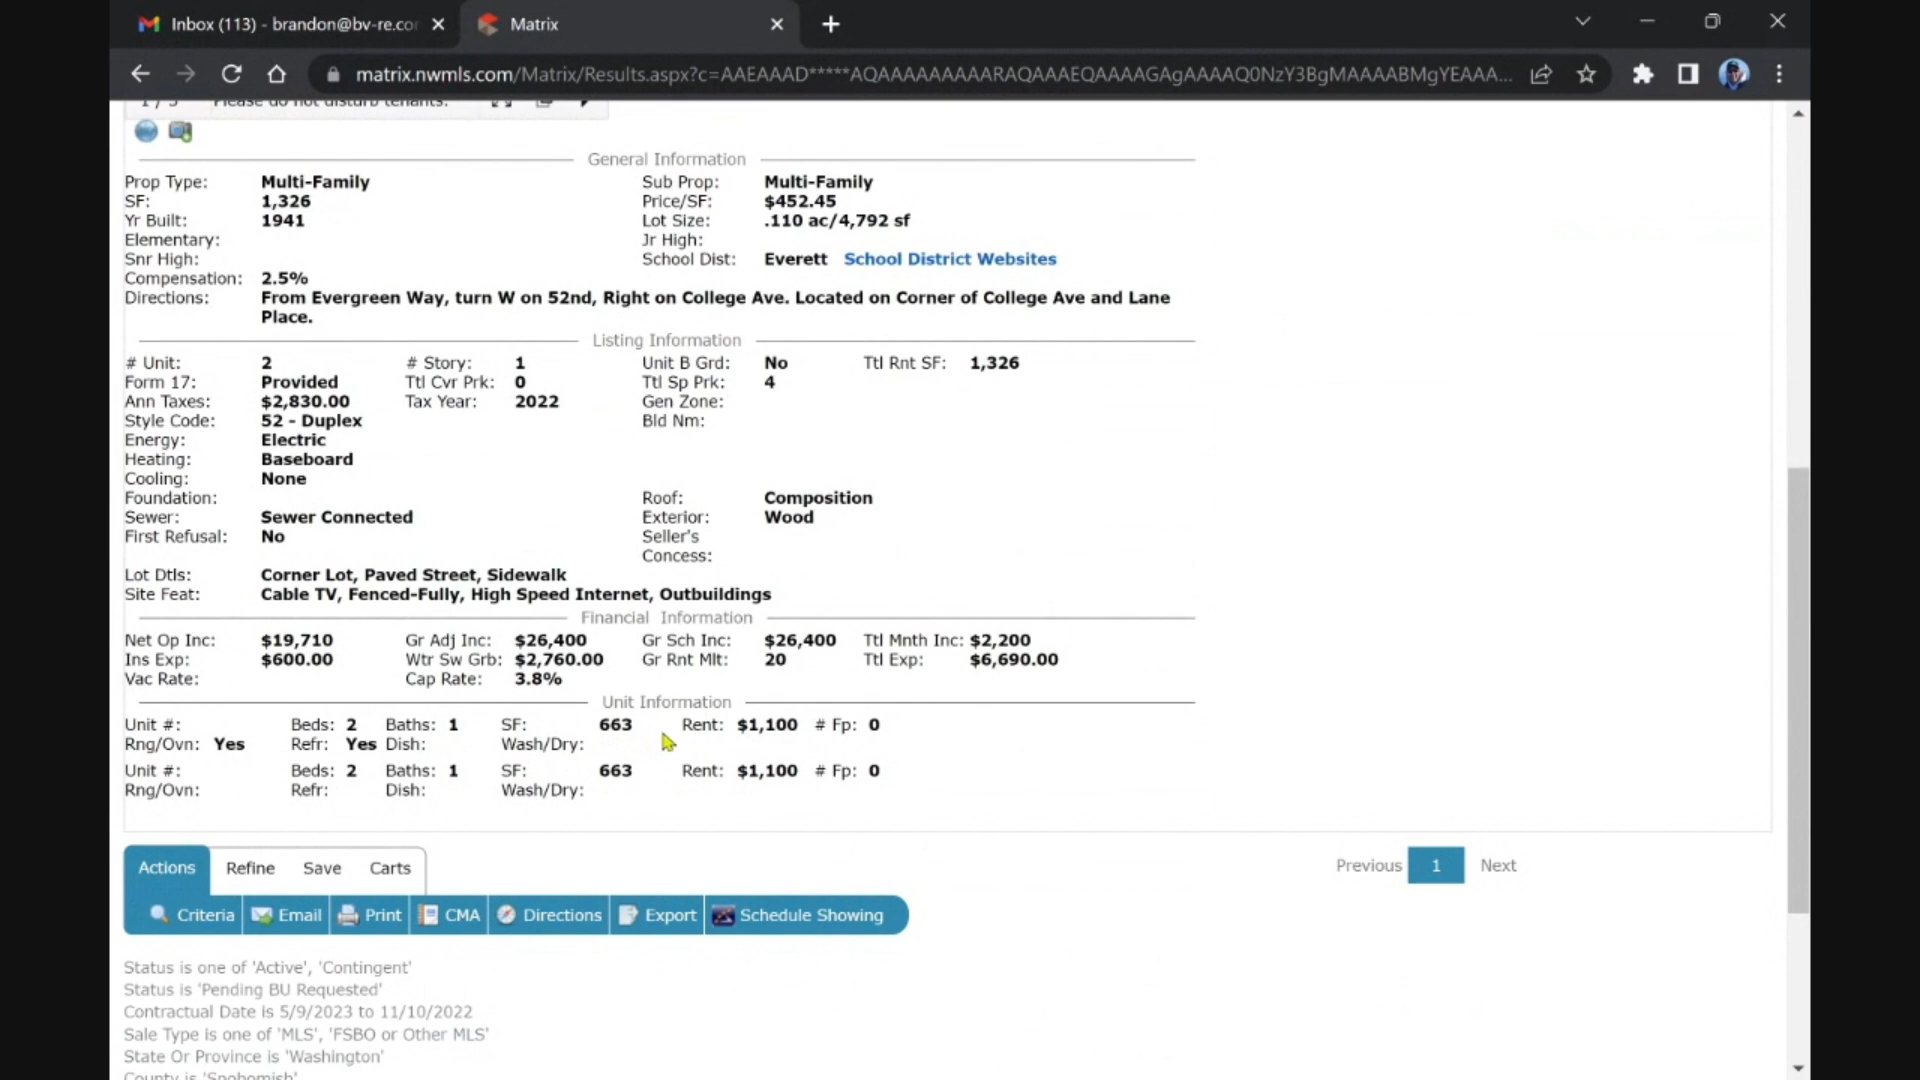 Inbox (113) - brandon@bv-re.co
Matrix
matrix.nwmls.com/Matrix/Results.aspx?c=AAEAAAD*****AQAAAAAAAAARAQAAAEQAAAAGAgAAAAQ0NzY3BgMAAAABMgYEAAA...
1 / 5 Please do not disturb tenants.
General Information
Prop Type: Multi-Family Sub Prop: Multi-Family
SF: 1,326 Price/SF: $452.45
Yr Built: 1941 Lot Size: .110 ac/4,792 sf
Elementary: Jr High:
Snr High: School Dist: Everett School District Websites
Compensation: 2.5%
Directions: From Evergreen Way, turn W on 52nd, Right on College Ave. Located on Corner of College Ave and Lane
Place.
Listing Information
# Unit: 2 # Story: 1 Unit B Grd: No Ttl Rnt SF: 1,326
Form 17: Provided Ttl Cvr Prk: 0 Ttl Sp Prk: 4
Ann Taxes: $2,830.00 Tax Year: 2022 Gen Zone:
Style Code: 52 - Duplex Bld Nm:
Energy: Electric
Heating: Baseboard
Cooling: None
Foundation: Roof: Composition
Sewer: Sewer Connected Exterior: Wood
First Refusal: No Seller's
Concess:
Lot Dtls: Corner Lot, Paved Street, Sidewalk
Site Feat: Cable TV, Fenced-Fully, High Speed Internet, Outbuildings
Financial Information
Net Op Inc: $19,710 Gr Adj Inc: $26,400 Gr Sch Inc: $26,400 Ttl Mnth Inc: $2,200
Ins Exp: $600.00 Wtr Sw Grb: $2,760.00 Gr Rnt Mlt: 20 Ttl Exp: $6,690.00
Vac Rate: Cap Rate: 3.8%
Unit Information
Unit #: Beds: 2 Baths: 1 SF: 663 Rent: $1,100 # Fp: 0
Rng/Ovn: Yes Refr: Yes Dish: Wash/Dry:
Unit #: Beds: 2 Baths: 1 SF: 663 Rent: $1,100 # Fp: 0
Rng/Ovn: Refr: Dish: Wash/Dry:
Actions Refine Save Carts Previous 1 Next
Criteria Email Print CMA Directions Export Schedule Showing
Status is one of 'Active', 'Contingent'
Status is 'Pending BU Requested'
Contractual Date is 5/9/2023 to 11/10/2022
Sale Type is one of 'MLS', 'FSBO or Other MLS'
State Or Province is 'Washington'
County is 'Snohomish'